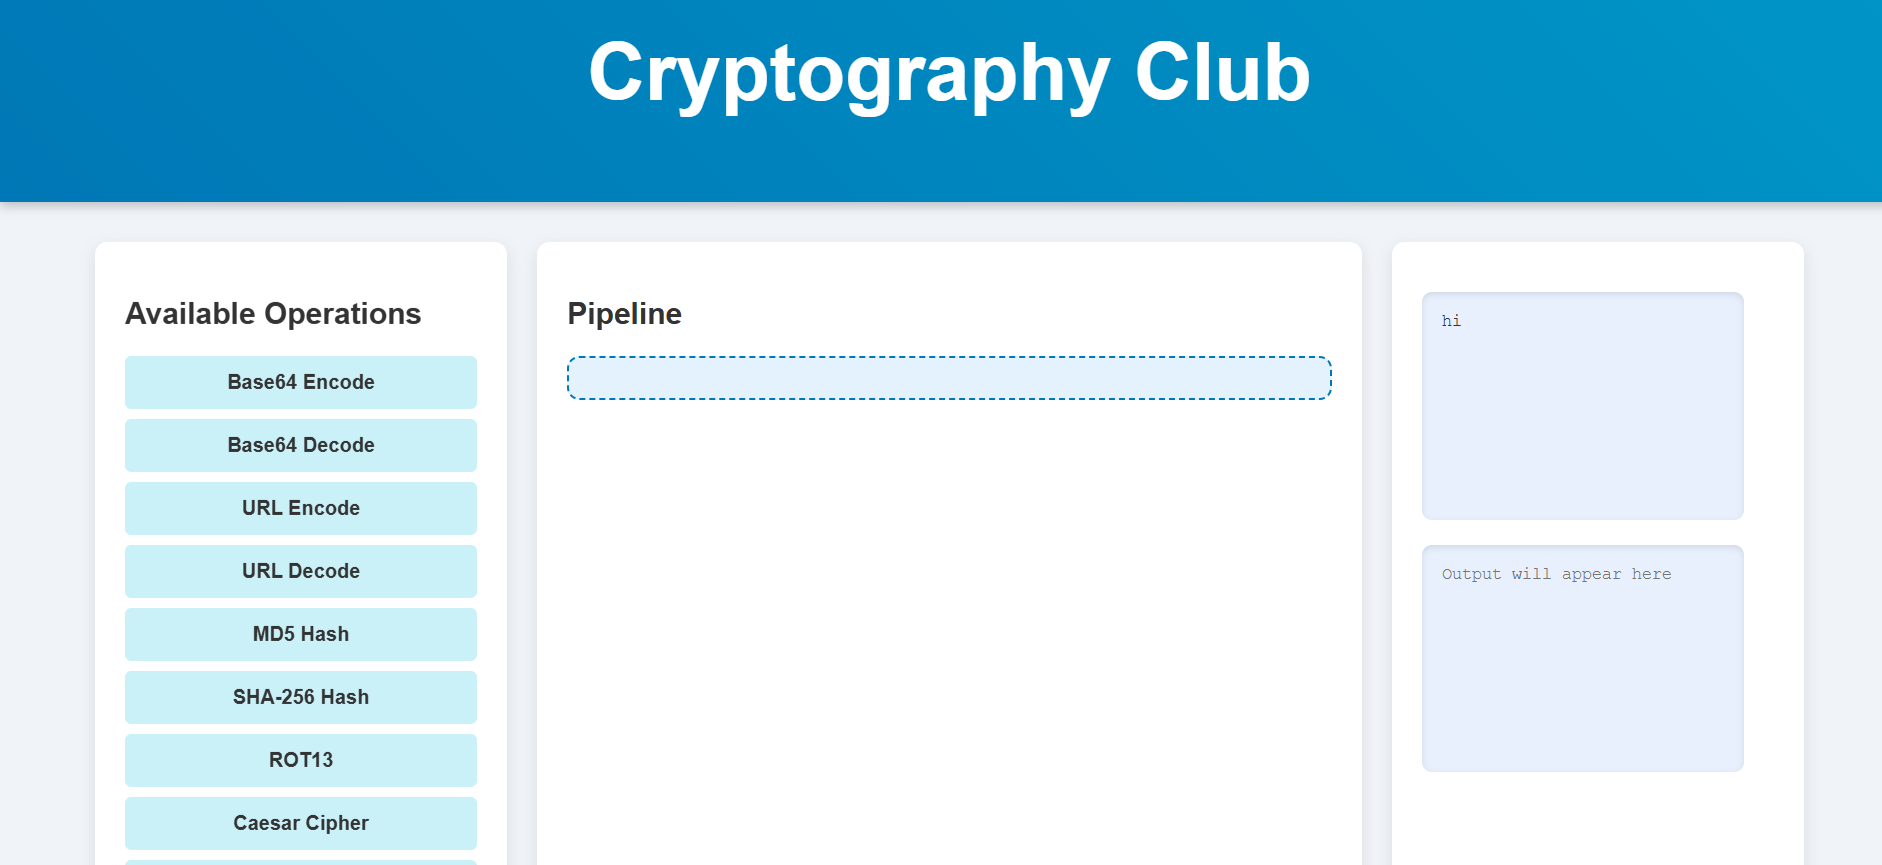 Cryptography Club
Available Operations
Base64 Encode
Base64 Decode
URL Encode
URL Decode
MD5 Hash
SHA-256 Hash
ROT13
Caesar Cipher
Pipeline
hi
Output will appear here